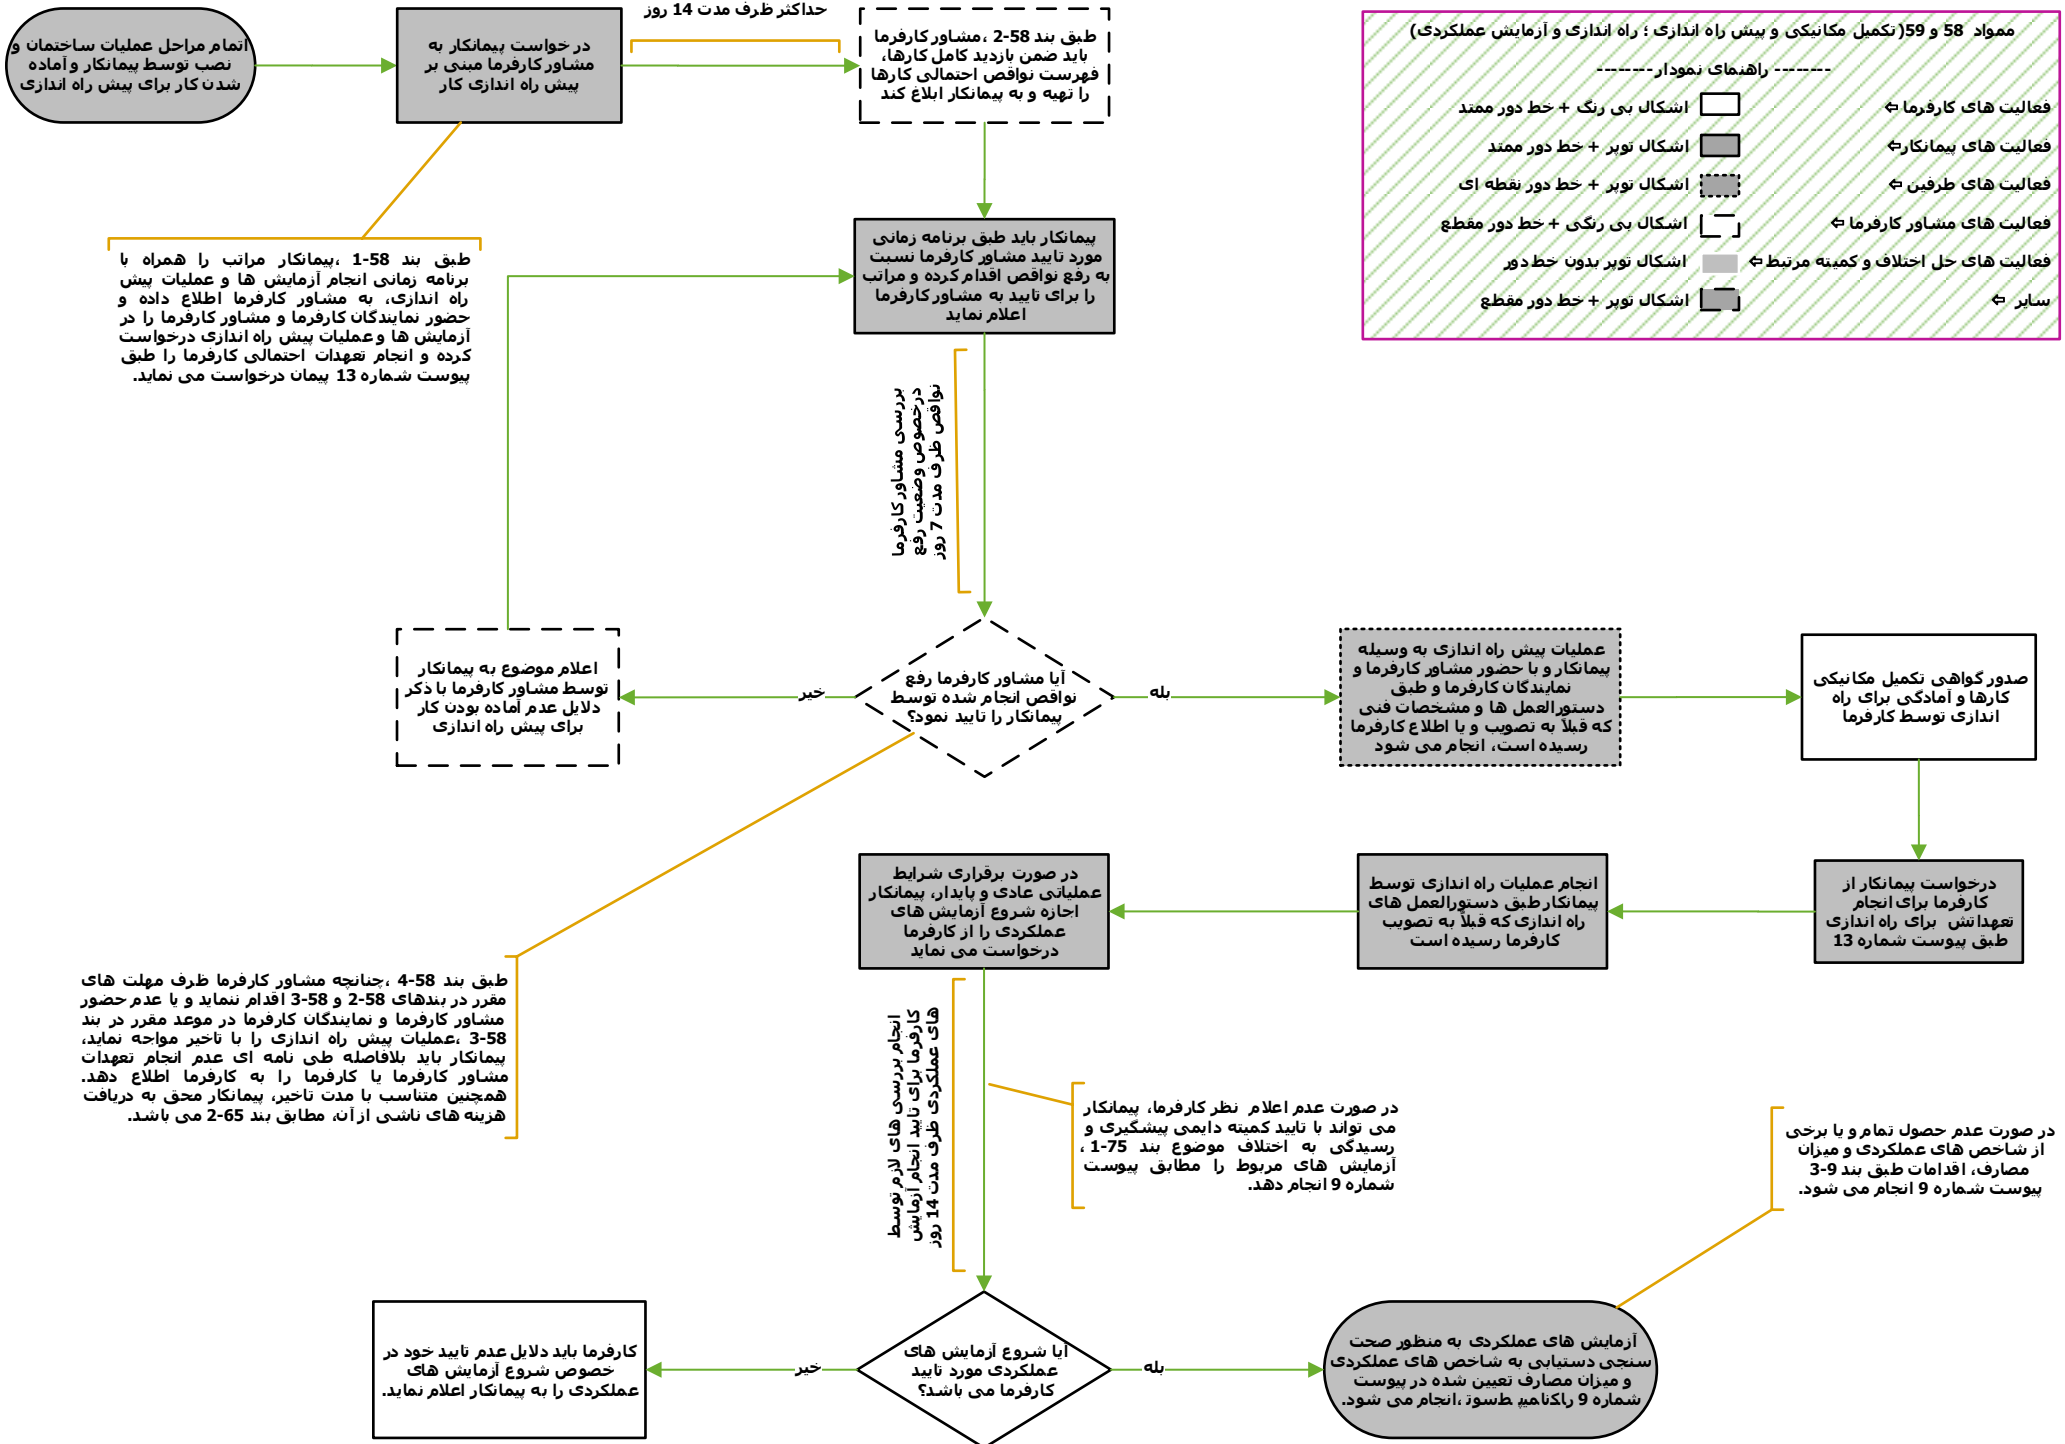 مموااد 58 و 59(تکمیل مکانیکی و پیش راه اندازی ؛ راه اندازی و آزمایش عملکردی)
-------- راهنمای نمودار--------
فعالیت های کارفرما ⇦ اشکال بی رنگ + خط دور ممتد
فعالیت های پیمانکار⇦ اشکال توپر + خط دور ممتد
فعالیت های طرفین ⇦ اشکال توپر + خط دور نقطه ای
فعالیت های مشاور کارفرما ⇦ اشکال بی رنگی + خط دور مقطع
فعالیت های حل اختلاف و کمیته مرتبط ⇦ اشکال توپر بدون خط دور
سایر ⇦ اشکال توپر + خط دور مقطع
اتمام مراحل عملیات ساختمان و
نصب توسط پیمانکار و آماده
شدن کار برای پیش راه اندازی
در خواست پیمانکار به
مشاور کارفرما مبنی بر
پیش راه اندازی کار
حداکثر ظرف مدت 14 روز
طبق بند 58-2 ،مشاور کارفرما
باید ضمن بازدید کامل کارها،
فهرست نواقص احتمالی کارها
را تهیه و به پیمانکار ابلاغ کند
طبق بند 58-1 ،پیمانکار مراتب را همراه با
برنامه زمانی انجام آزمایش ها و عملیات پیش
راه اندازی، به مشاور کارفرما اطلاع داده و
حضور نمایندگان کارفرما و مشاور کارفرما را در
آزمایش ها و عملیات پیش راه اندازی درخواست
کرده و انجام تعهدات احتمالی کارفرما را طبق
پیوست شماره 13 پیمان درخواست می نماید.
پیمانکار باید طبق برنامه زمانی
مورد تایید مشاور کارفرما نسبت
به رفع نواقص اقدام کرده و مراتب
را برای تایید به مشاور کارفرما
اعلام نماید
بررسی مشاور کارفرما
درخصوص وضعیت رفع
نواقص ظرف مدت 7 روز
آیا مشاور کارفرما رفع
نواقص انجام شده توسط
پیمانکار را تایید نمود؟
خیر
اعلام موضوع به پیمانکار
توسط مشاور کارفرما با ذکر
دلایل عدم آماده بودن کار
برای پیش راه اندازی
بله
عملیات پیش راه اندازی به وسیله
پیمانکار و با حضور مشاور کارفرما و
نمایندگان کارفرما و طبق
دستورالعمل ها و مشخصات فنی
که قبلاً به تصویب و یا اطلاع کارفرما
رسیده است، انجام می شود
صدور گواهی تکمیل مکانیکی
کارها و آمادگی برای راه
اندازی توسط کارفرما
درخواست پیمانکار از
کارفرما برای انجام
تعهداتش برای راه اندازی
طبق پیوست شماره 13
انجام عملیات راه اندازی توسط
پیمانکار طبق دستورالعمل های
راه اندازی که قبلاً به تصویب
کارفرما رسیده است
در صورت برقراری شرایط
عملیاتی عادی و پایدار، پیمانکار
اجازه شروع آزمایش های
عملکردی را از کارفرما
درخواست می نماید
طبق بند 58-4 ،چنانچه مشاور کارفرما ظرف مهلت های
مقرر در بندهای 58-2 و 58-3 اقدام ننماید و یا عدم حضور
مشاور کارفرما و نمایندگان کارفرما در موعد مقرر در بند
58-3 ،عملیات پیش راه اندازی را با تاخیر مواجه نماید،
پیمانکار باید بلافاصله طی نامه ای عدم انجام تعهدات
مشاور کارفرما یا کارفرما را به کارفرما اطلاع دهد.
همچنین متناسب با مدت تاخیر، پیمانکار محق به دریافت
هزینه های ناشی از آن، مطابق بند 65-2 می باشد.
انجام بررسی های لازم توسط
کارفرما برای تایید انجام آزمایش
های عملکردی ظرف مدت 14 روز
در صورت عدم اعلام نظر کارفرما، پیمانکار
می تواند با تایید کمیته دایمی پیشگیری و
رسیدگی به اختلاف موضوع بند 75-1 ،
آزمایش های مربوط را مطابق پیوست
شماره 9 انجام دهد.
در صورت عدم حصول تمام و یا برخی
از شاخص های عملکردی و میزان
مصارف، اقدامات طبق بند 9-3
پیوست شماره 9 انجام می شود.
آیا شروع آزمایش های
عملکردی مورد تایید
کارفرما می باشد؟
خیر
کارفرما باید دلایل عدم تایید خود در
خصوص شروع آزمایش های
عملکردی را به پیمانکار اعلام نماید.
بله
آزمایش های عملکردی به منظور صحت
سنجی دستیابی به شاخص های عملکردی
و میزان مصارف تعیین شده در پیوست
شماره 9 راکنامیپ طسوت ،انجام می شود.